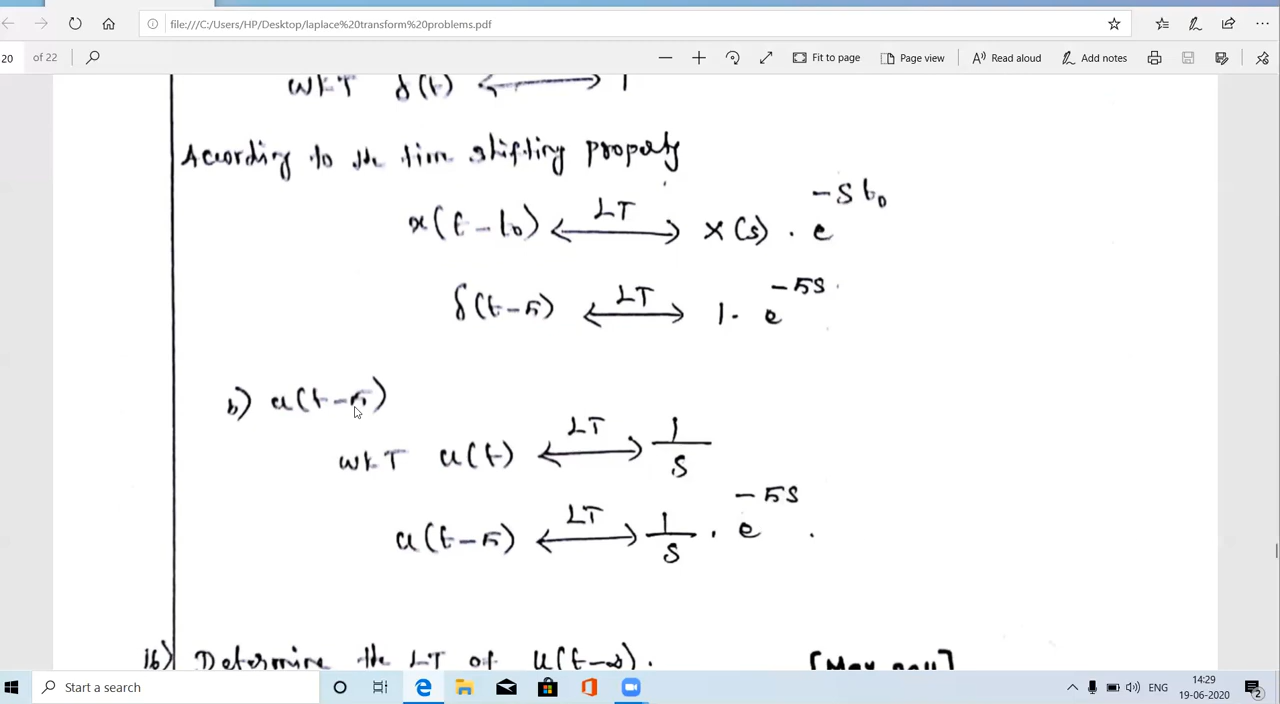 file:///C:/Users/HP/Desktop/laplace%20transform%20problems.pdf
20 of 22
Fit to page
Page view
Read aloud
Add notes
WKT δ(t) ⟷ 1
According to the time shifting property
x(t-t₀) ⟷ LT X(s) . e^-St₀
δ(t-5) ⟷ LT 1. e^-5S
b) u(t-5)
WKT u(t) ⟷ LT 1/S
u(t-5) ⟷ LT 1/S . e^-5S .
16) Determine the LT of u(t-2).
Start a search
ENG
14:29
19-06-2020
2